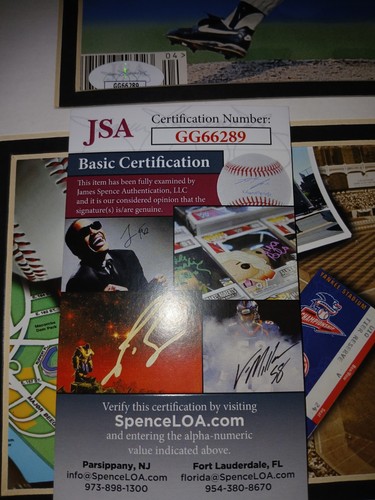 04>
GG66289
JSA
Certification Number:
GG66289
Basic Certification
This item has been fully examined by
James Spence Authentication, LLC
and it is our considered opinion that the
signature(s) is/are genuine.
58
Verify this certification by visiting
SpenceLOA.com
and entering the alpha-numeric
value indicated above.
Parsippany, NJ
info@SpenceLOA.com
973-898-1300
Fort Lauderdale, FL
florida@SpenceLOA.com
954-380-8670